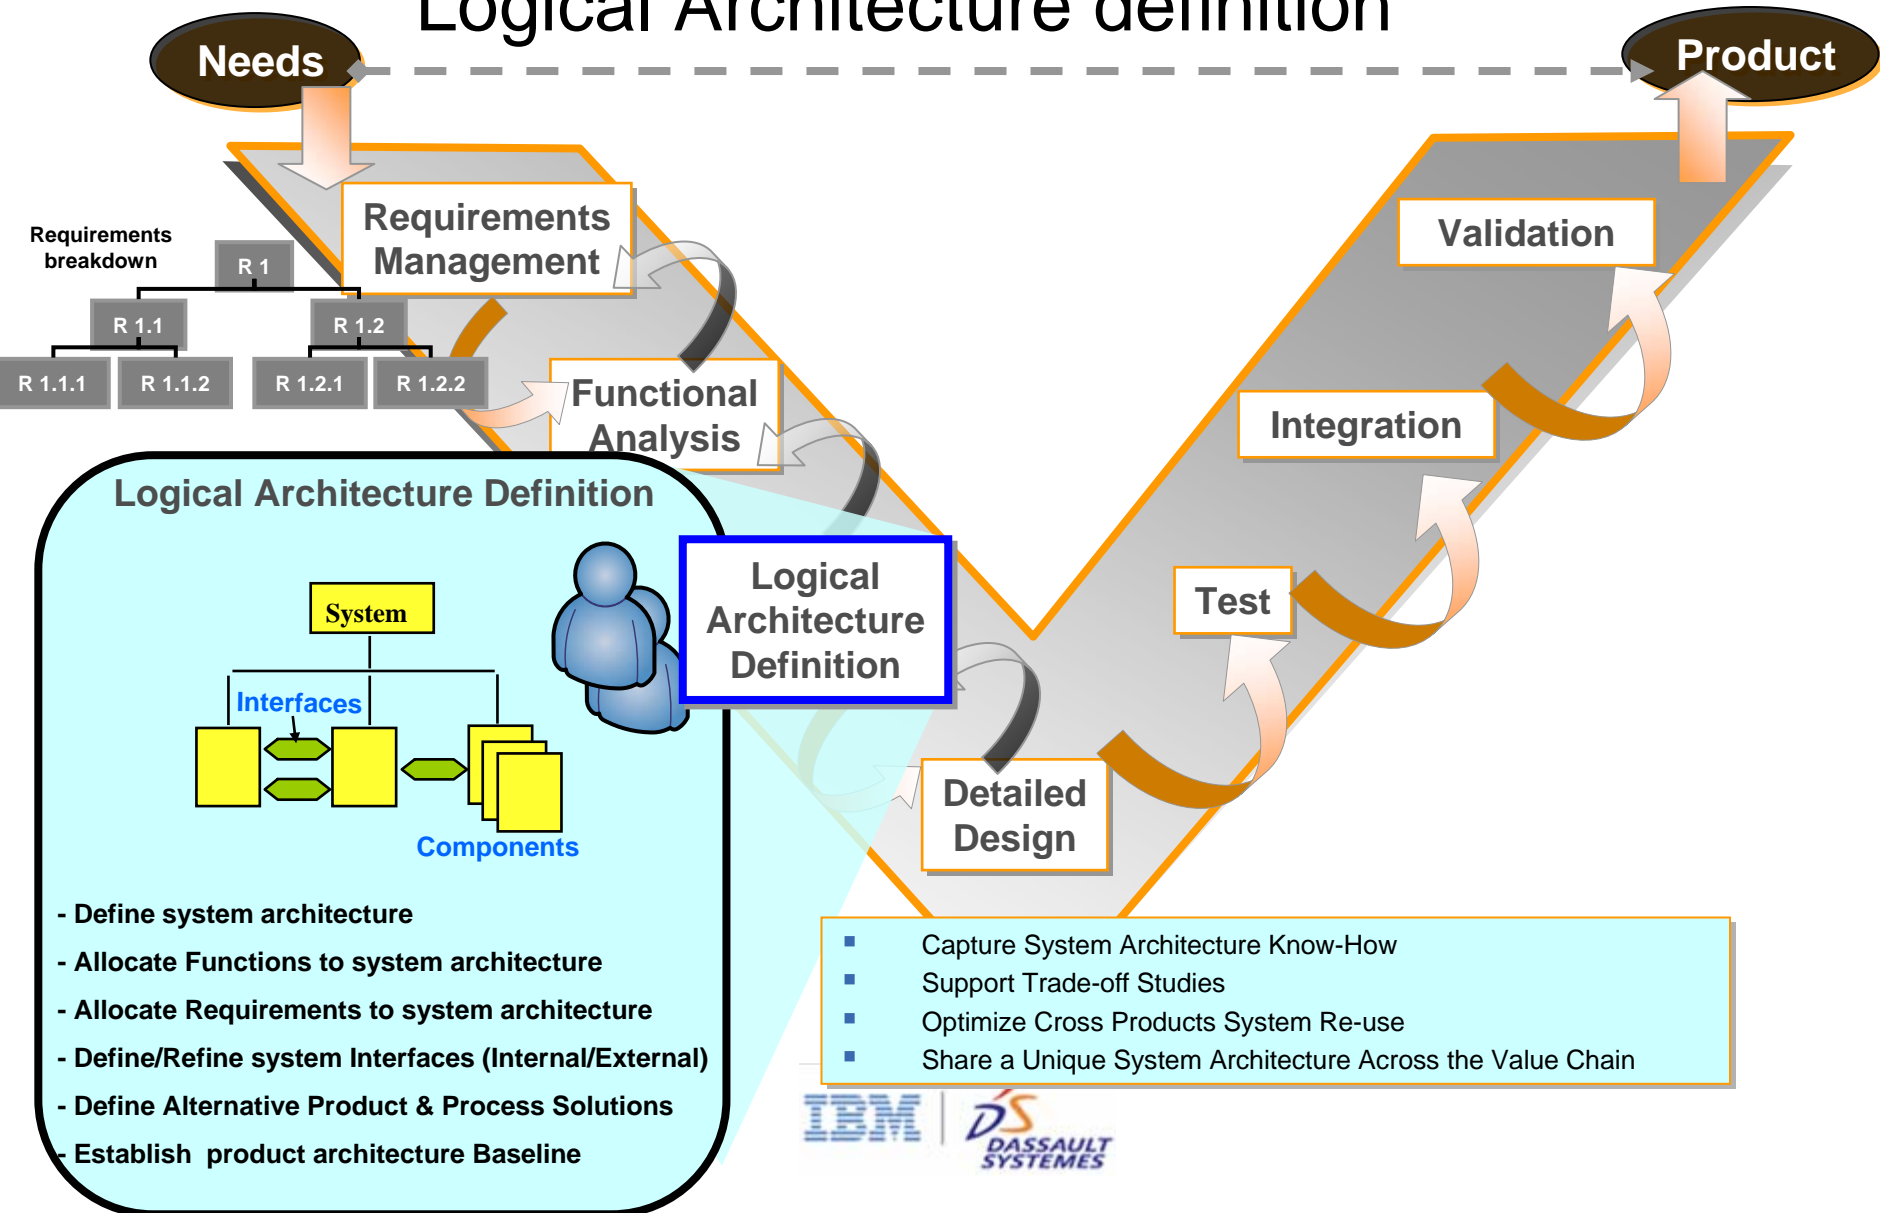 Logical Architecture definition
Needs
Product
Requirements
Management
Validation
Requirements
breakdown
R 1
R 1.1
R 1.2
R 1.1.1
R 1.1.2
R 1.2.1
R 1.2.2
Functional
Analysis
Integration
Logical Architecture Definition
System
Interfaces
Components
Logical
Architecture
Definition
Test
Detailed
Design
- Define system architecture
- Allocate Functions to system architecture
- Allocate Requirements to system architecture
- Define/Refine system Interfaces (Internal/External)
- Define Alternative Product & Process Solutions
- Establish product architecture Baseline
▪ Capture System Architecture Know-How
▪ Support Trade-off Studies
▪ Optimize Cross Products System Re-use
▪ Share a Unique System Architecture Across the Value Chain
IBM
DS
DASSAULT
SYSTEMES